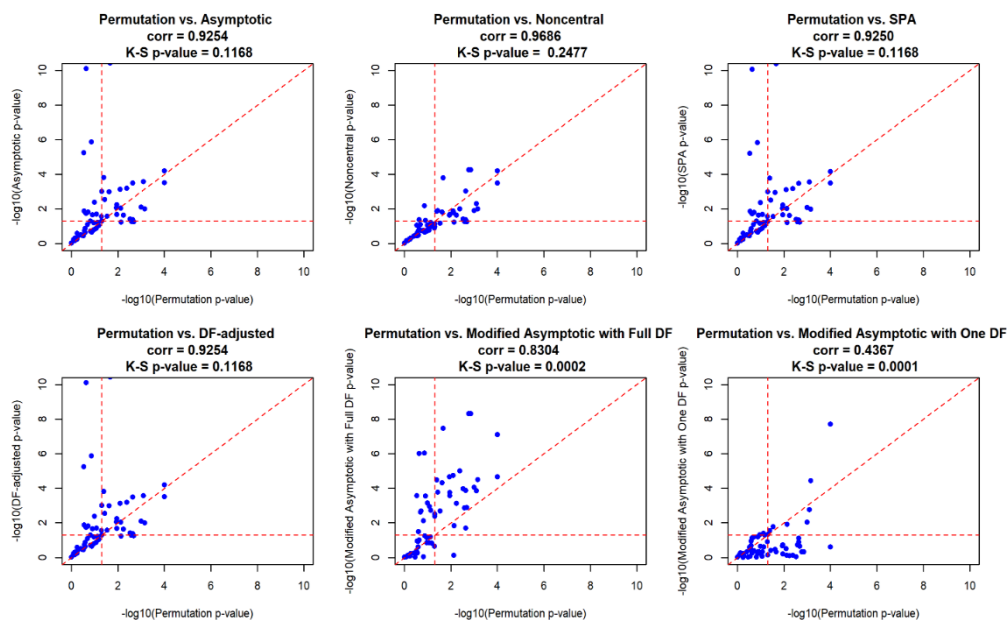 Permutation vs. Asymptotic
corr = 0.9254
K-S p-value = 0.1168
-log10(Asymptotic p-value)
10
8
6
4
2
0
0 2 4 6 8 10
-log10(Permutation p-value)
Permutation vs. Noncentral
corr = 0.9686
K-S p-value = 0.2477
-log10(Noncentral p-value)
10
8
6
4
2
0
0 2 4 6 8 10
-log10(Permutation p-value)
Permutation vs. SPA
corr = 0.9250
K-S p-value = 0.1168
-log10(SPA p-value)
10
8
6
4
2
0
0 2 4 6 8 10
-log10(Permutation p-value)
Permutation vs. DF-adjusted
corr = 0.9254
K-S p-value = 0.1168
-log10(DF-adjusted p-value)
10
8
6
4
2
0
0 2 4 6 8 10
-log10(Permutation p-value)
Permutation vs. Modified Asymptotic with Full DF
corr = 0.8304
K-S p-value = 0.0002
-log10(Modified Asymptotic with Full DF p-value)
10
8
6
4
2
0
0 2 4 6 8 10
-log10(Permutation p-value)
Permutation vs. Modified Asymptotic with One DF
corr = 0.4367
K-S p-value = 0.0001
-log10(Modified Asymptotic with One DF p-value)
10
8
6
4
2
0
0 2 4 6 8 10
-log10(Permutation p-value)